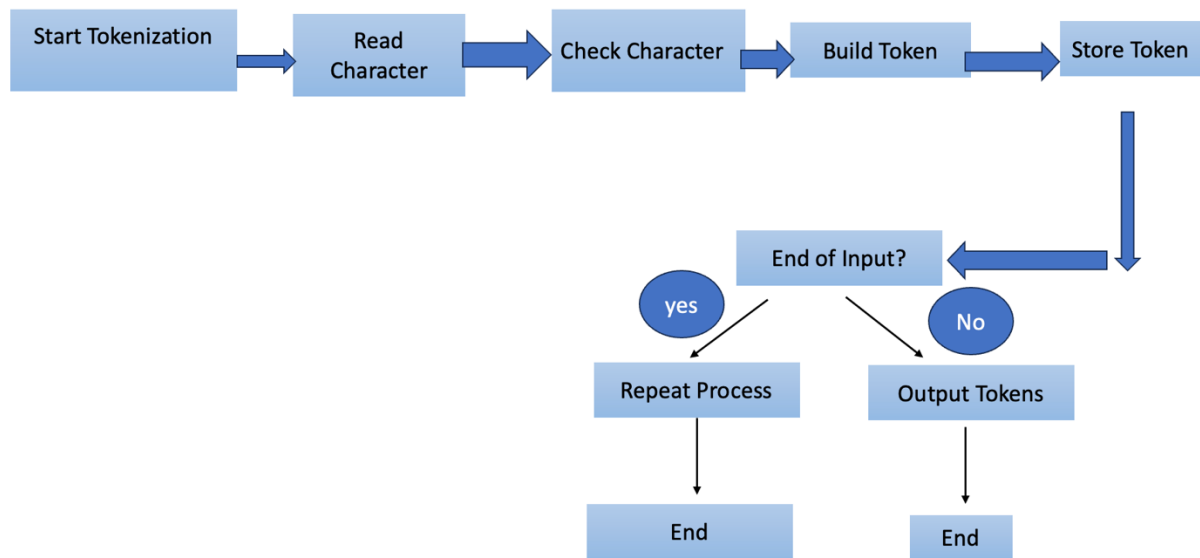 Start Tokenization
Read
Character
Check Character
Build Token
Store Token
End of Input?
yes
No
Repeat Process
Output Tokens
End
End